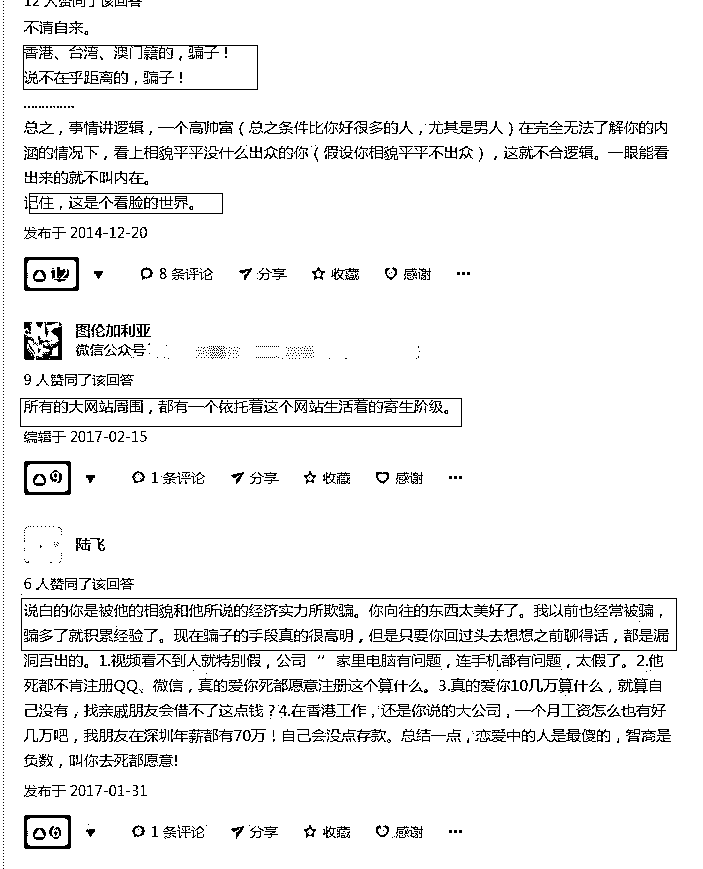 12 人赞同了该回答
不请自来。
香港、台湾、澳门籍的，骗子！
说不在乎距离的，骗子！
..............
总之，事情讲逻辑，一个高帅富（总之条件比你好很多的人，尤其是男人）在完全无法了解你的内
涵的情况下，看上相貌平平没什么出众的你（假设你相貌平平不出众），这就不合逻辑。一眼能看
出来的就不叫内在。
记住，这是个看脸的世界。
发布于 2014-12-20
8 条评论 分享 收藏 感谢 ···
图伦加利亚
微信公众号
9 人赞同了该回答
所有的大网站周围，都有一个依托着这个网站生活着的寄生阶级。
编辑于 2017-02-15
9 1 条评论 分享 收藏 感谢 ···
陆飞
6 人赞同了该回答
说白的你是被他的相貌和他所说的经济实力所欺骗。你向往的东西太美好了。我以前也经常被骗，
骗多了就积累经验了。现在骗子的手段真的很高明，但是只要你回过头去想想之前聊得话，都是漏
洞百出的。1.视频看不到人就特别假，公司 ” 家里电脑有问题，连手机都有问题，太假了。2.他
死都不肯注册QQ、微信，真的爱你死都愿意注册这个算什么。3.真的爱你10几万算什么，就算自
己没有，找亲戚朋友会借不了这点钱？4.在香港工作，还是你说的大公司，一个月工资怎么也有好
几万吧，我朋友在深圳年薪都有70万！自己会没点存款。总结一点，恋爱中的人是最傻的，智商是
负数，叫你去死都愿意!
发布于 2017-01-31
1 条评论 分享 收藏 感谢 ···